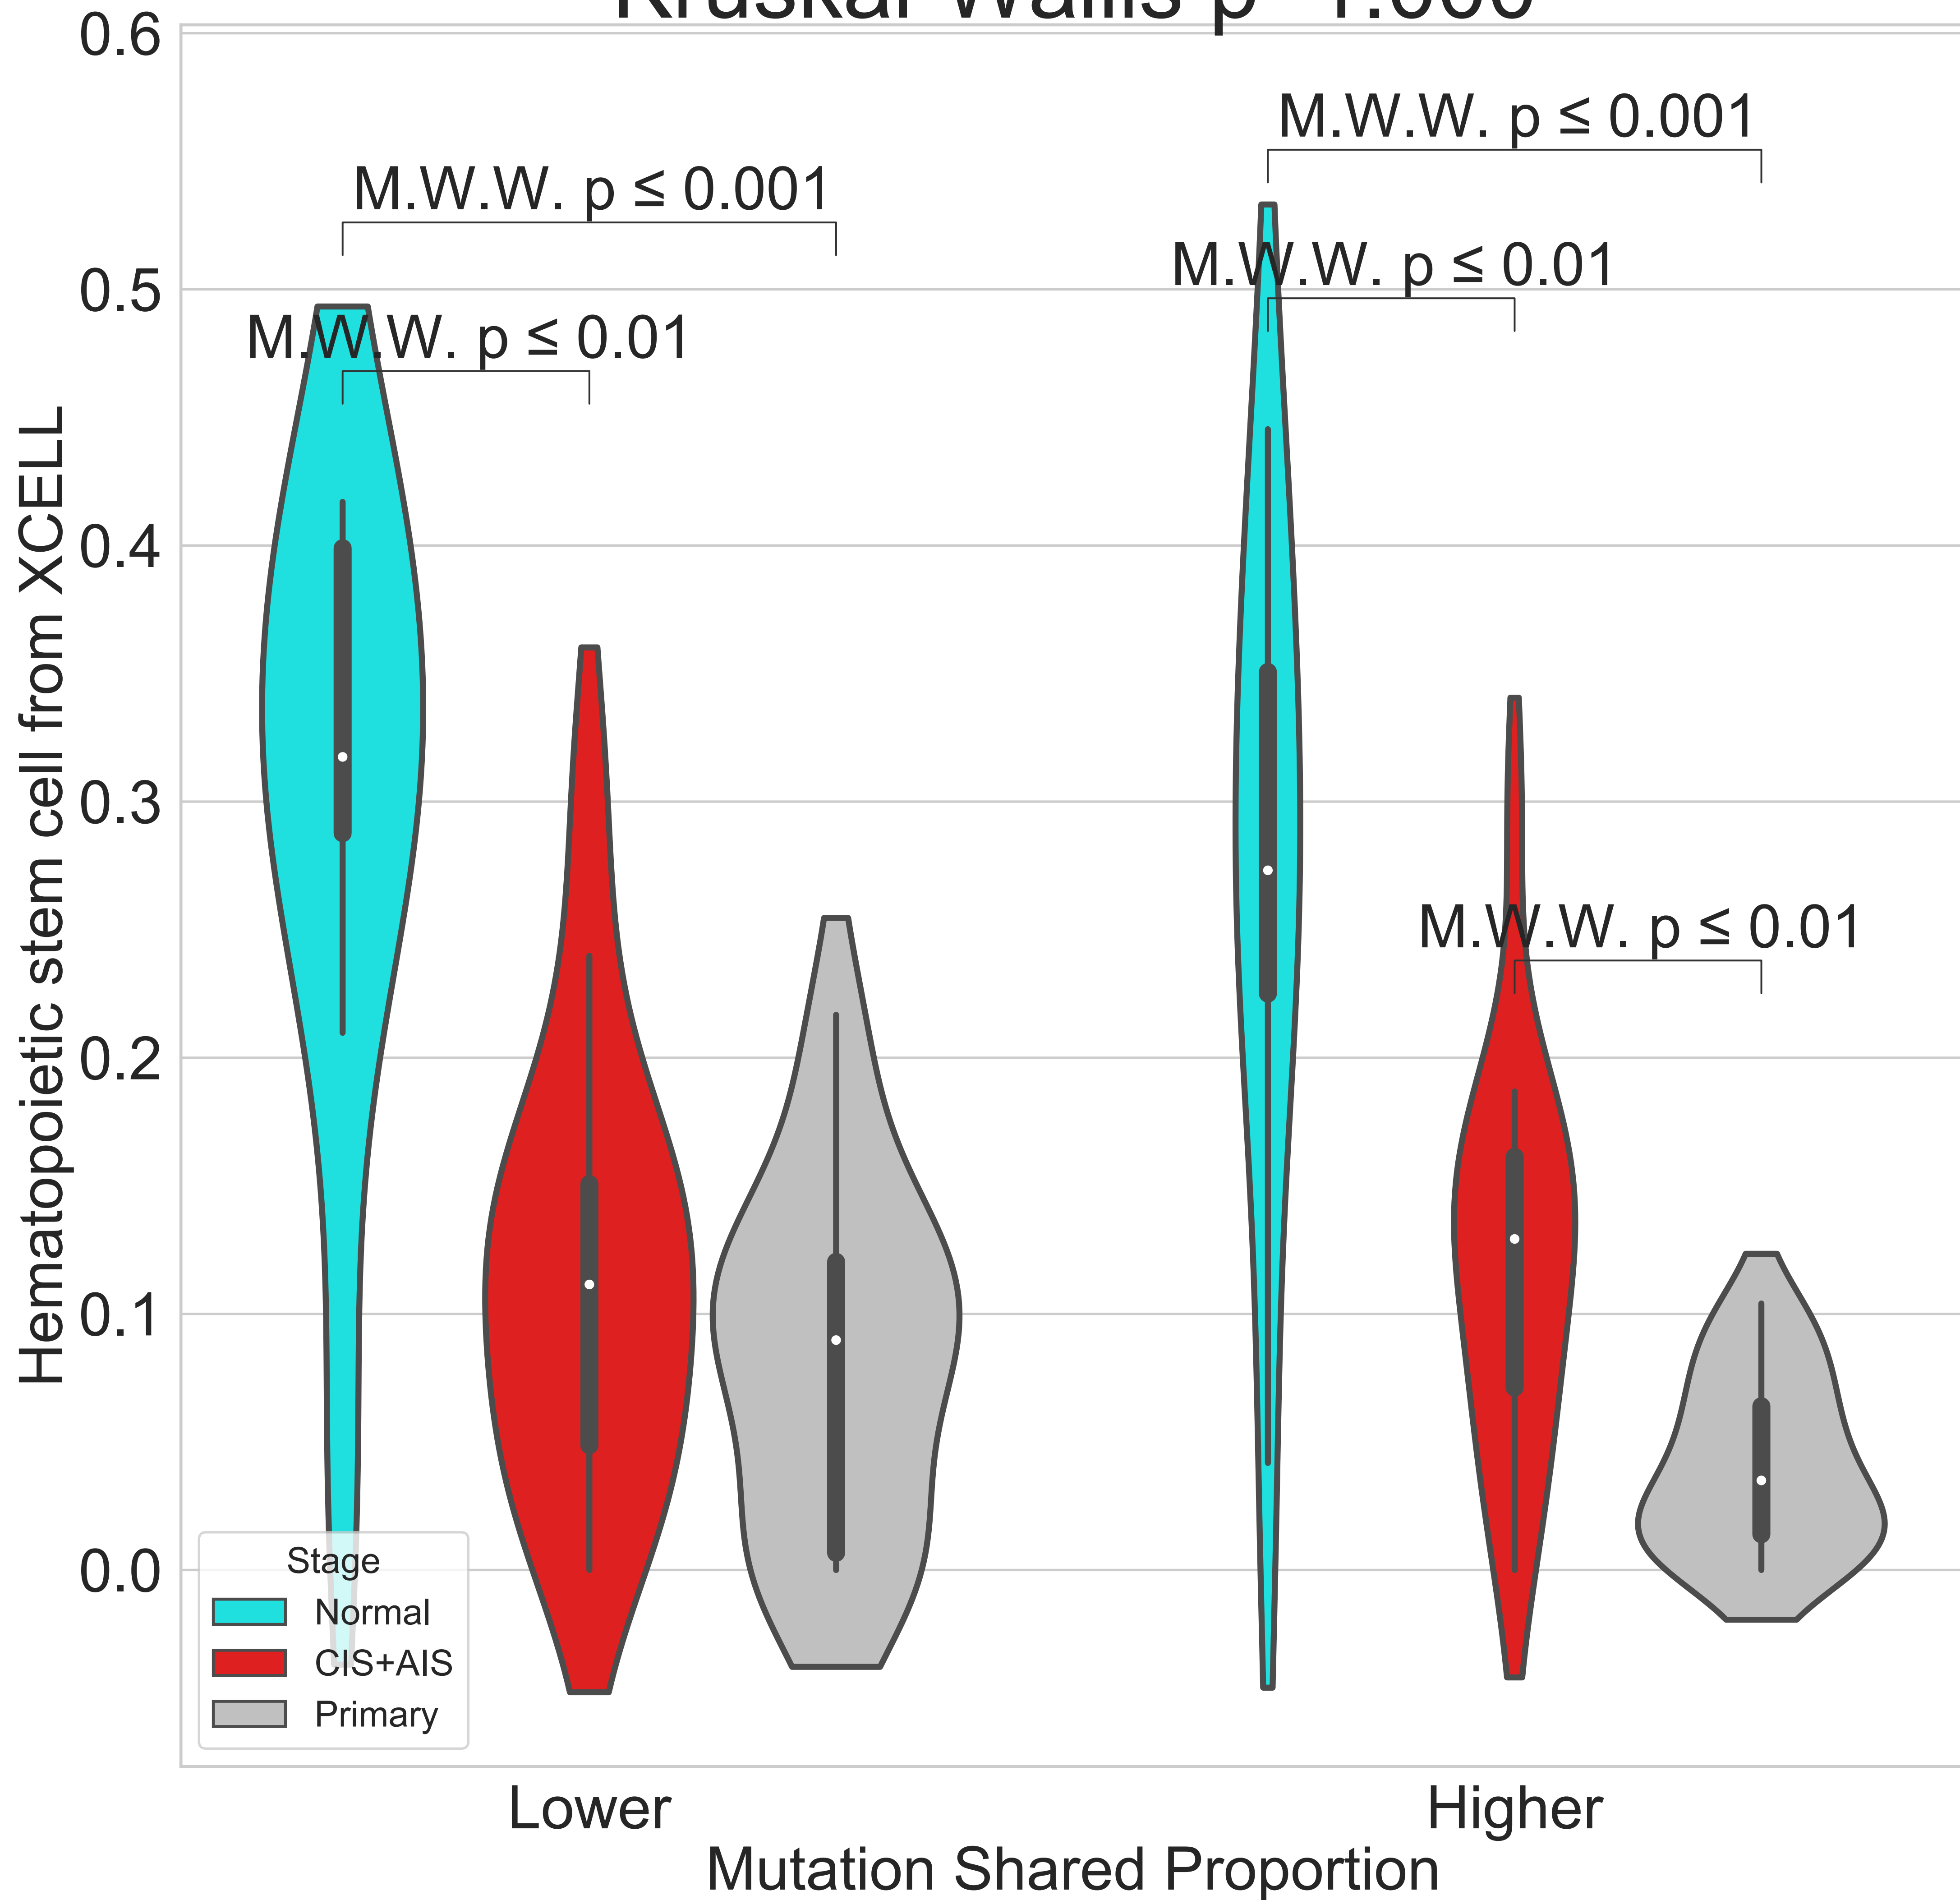 Kruskal-Wallis p
0.6
M.W.W. p ≤ 0.001
M.W.W. p ≤ 0.001
M.W.W. p ≤ 0.01
0.5
M.W.W. p ≤ 0.01
0.4
0.3
M.W.W. p ≤ 0.01
0.2
0.1
0.0
Hematopoietic stem cell from XCELL
Stage
Normal
CIS+AIS
Primary
Lower
Higher
Mutation Shared Proportion